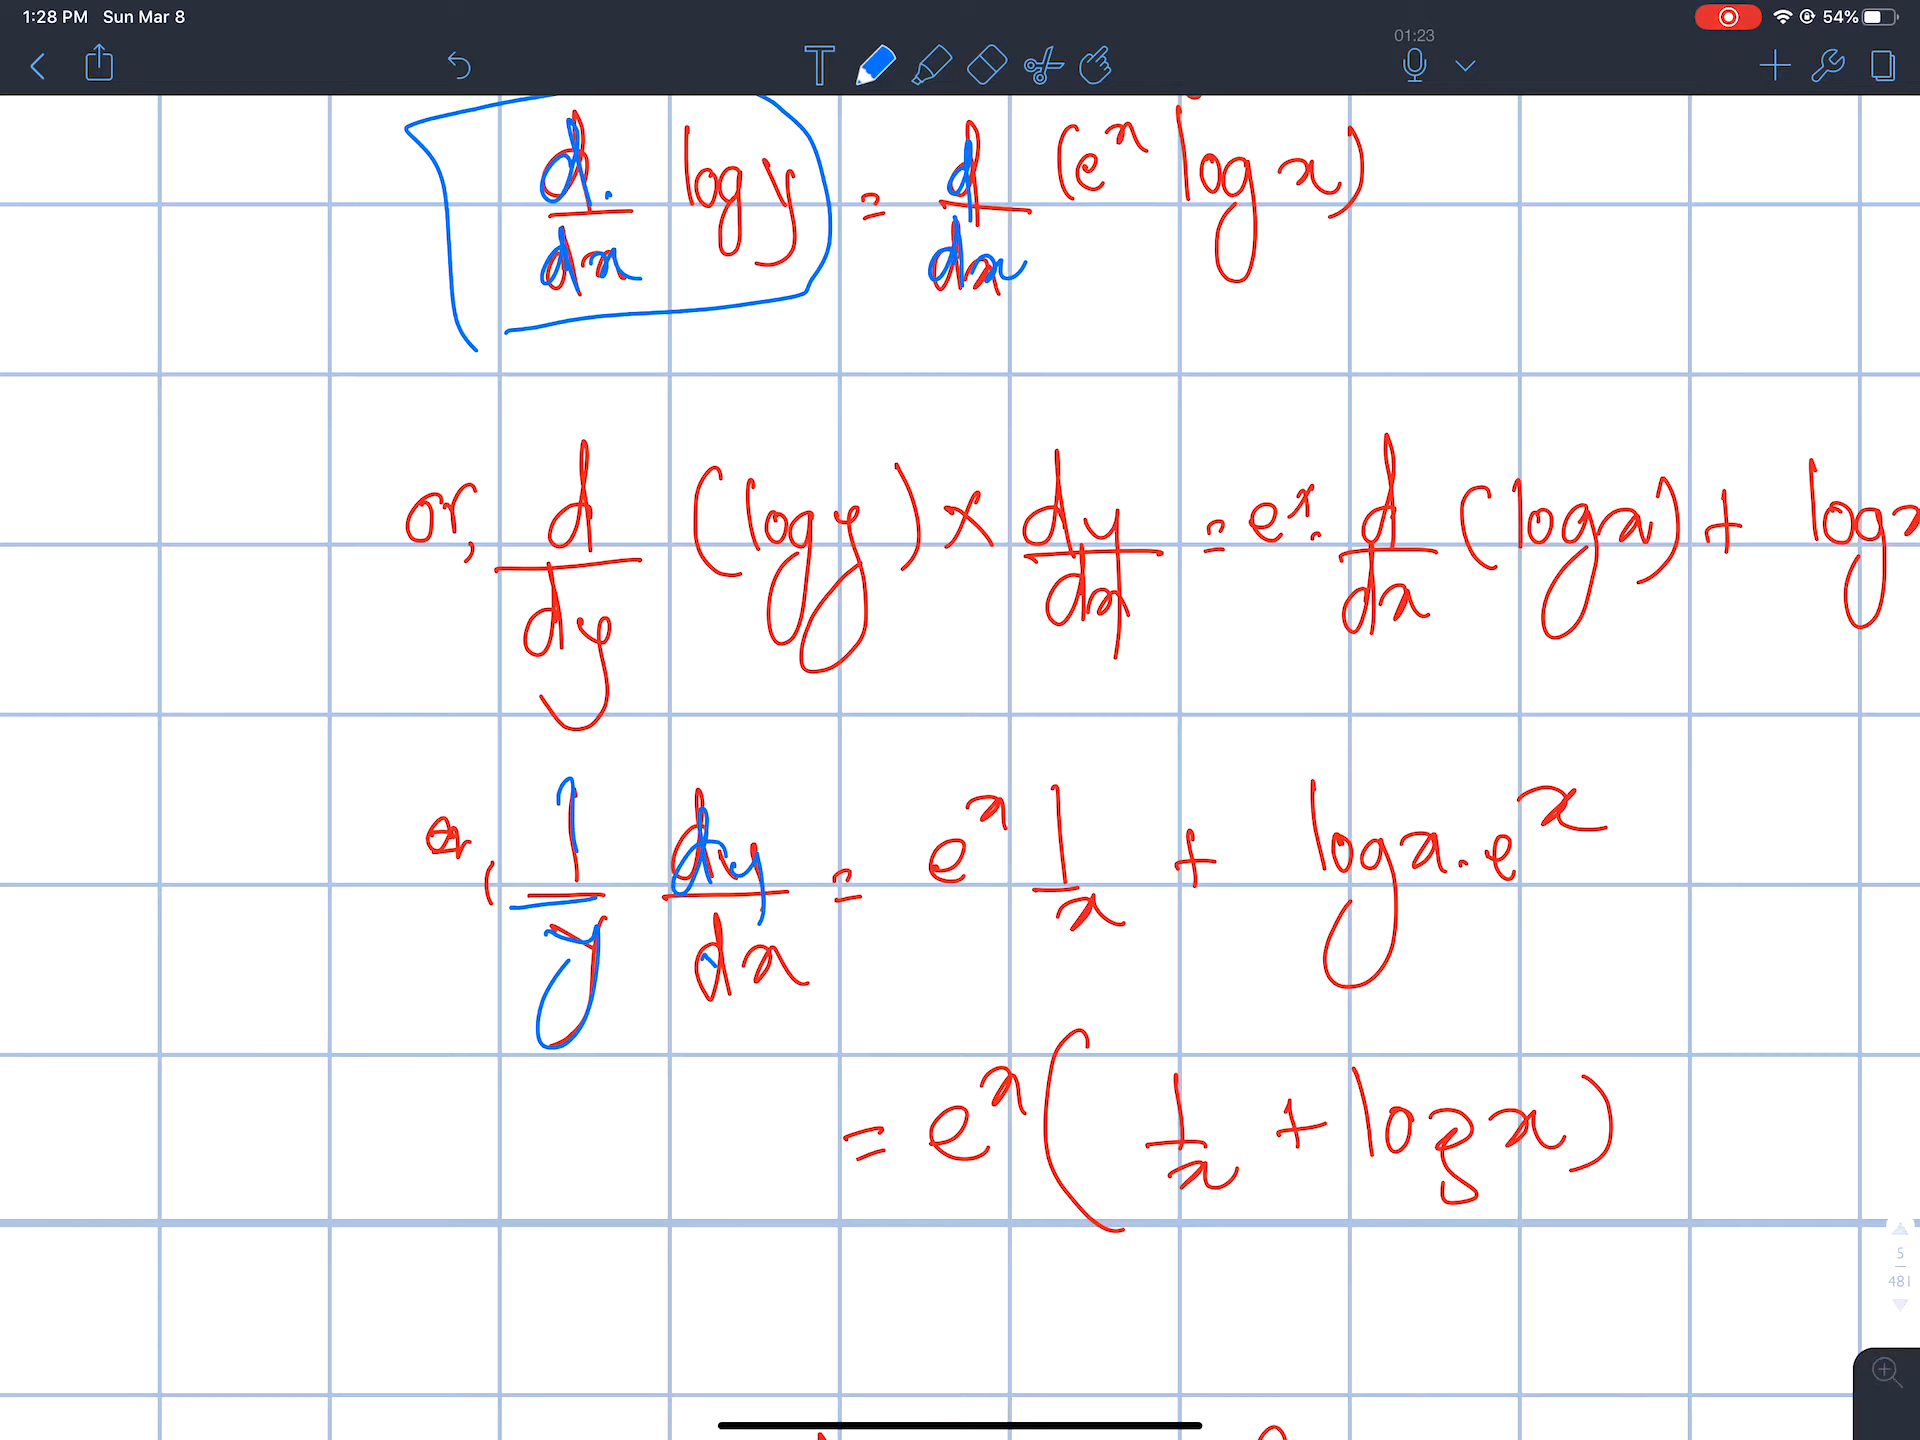 1:28 PM Sun Mar 8
54%
01:23
d/dx log y = d/dx (e^x log x)
or, d/dy (log y) × dy/dx = e^x · d/dx (log x) + log x
or, 1/y dy/dx = e^x 1/x + log x · e^x
= e^x (1/x + log x)
5
481